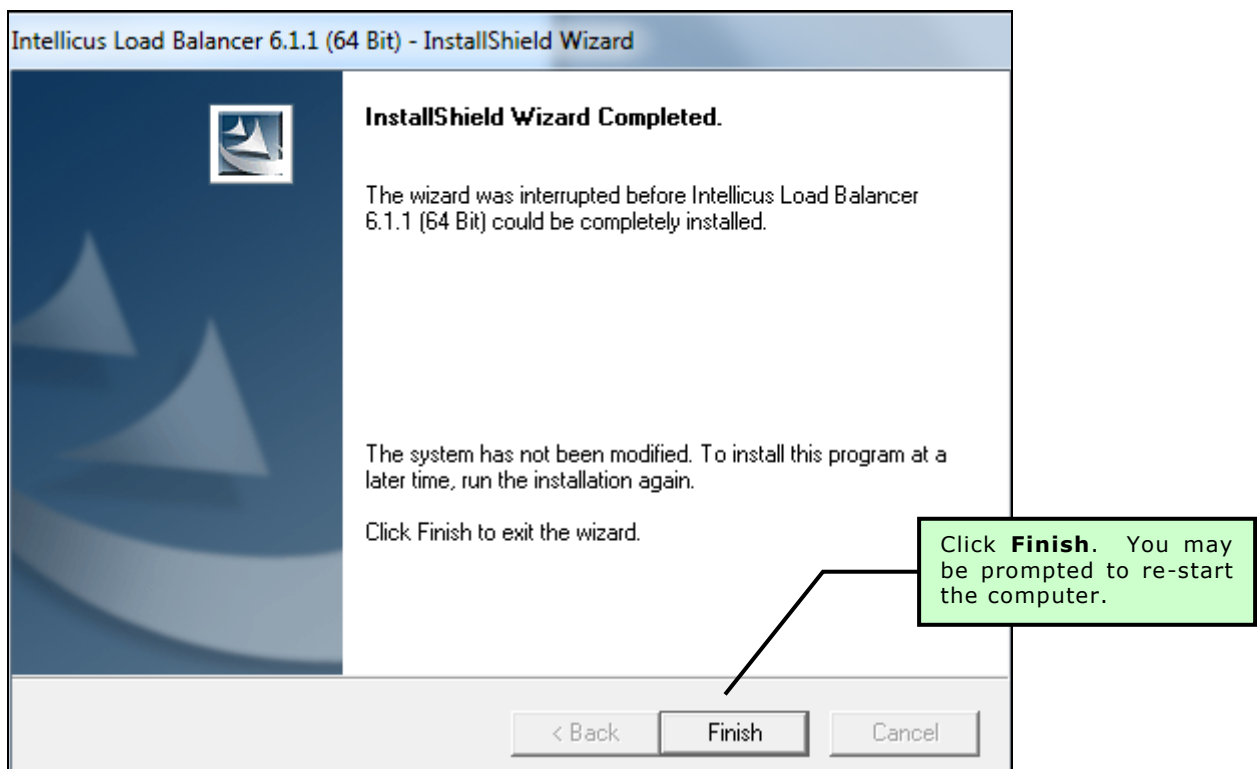 Intellicus Load Balancer 6.1.1 (64 Bit) - InstallShield Wizard
InstallShield Wizard Completed.
The wizard was interrupted before Intellicus Load Balancer
6.1.1 (64 Bit) could be completely installed.
The system has not been modified. To install this program at a
later time, run the installation again.
Click Finish to exit the wizard.
Click Finish. You may
be prompted to re-start
the computer.
< Back
Finish
Cancel